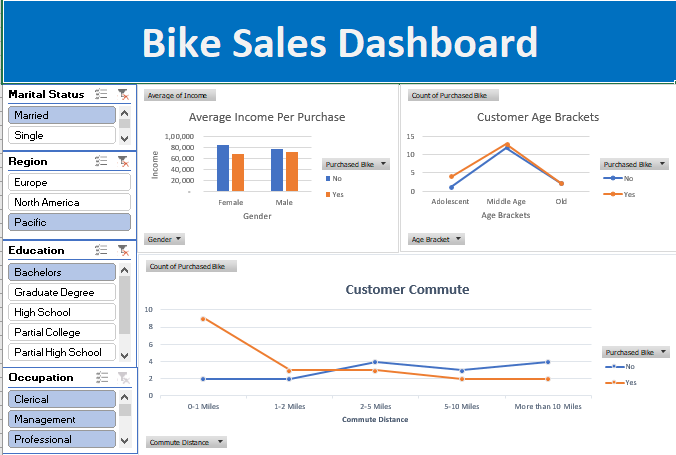 Bike Sales Dashboard
Marital Status
Married
Single
Region
Europe
North America
Pacific
Education
Bachelors
Graduate Degree
High School
Partial College
Partial High School
Occupation
Clerical
Management
Professional
Average of Income
Average Income Per Purchase
1,00,000
80,000
60,000
40,000
20,000
-
Income
Female
Male
Gender
Purchased Bike
No
Yes
Gender
Count of Purchased Bike
Customer Age Brackets
15
10
5
0
Adolescent
Middle Age
Old
Age Brackets
Purchased Bike
No
Yes
Age Bracket
Count of Purchased Bike
Customer Commute
10
8
6
4
2
0
0-1 Miles
1-2 Miles
2-5 Miles
5-10 Miles
More than 10 Miles
Commute Distance
Purchased Bike
No
Yes
Commute Distance